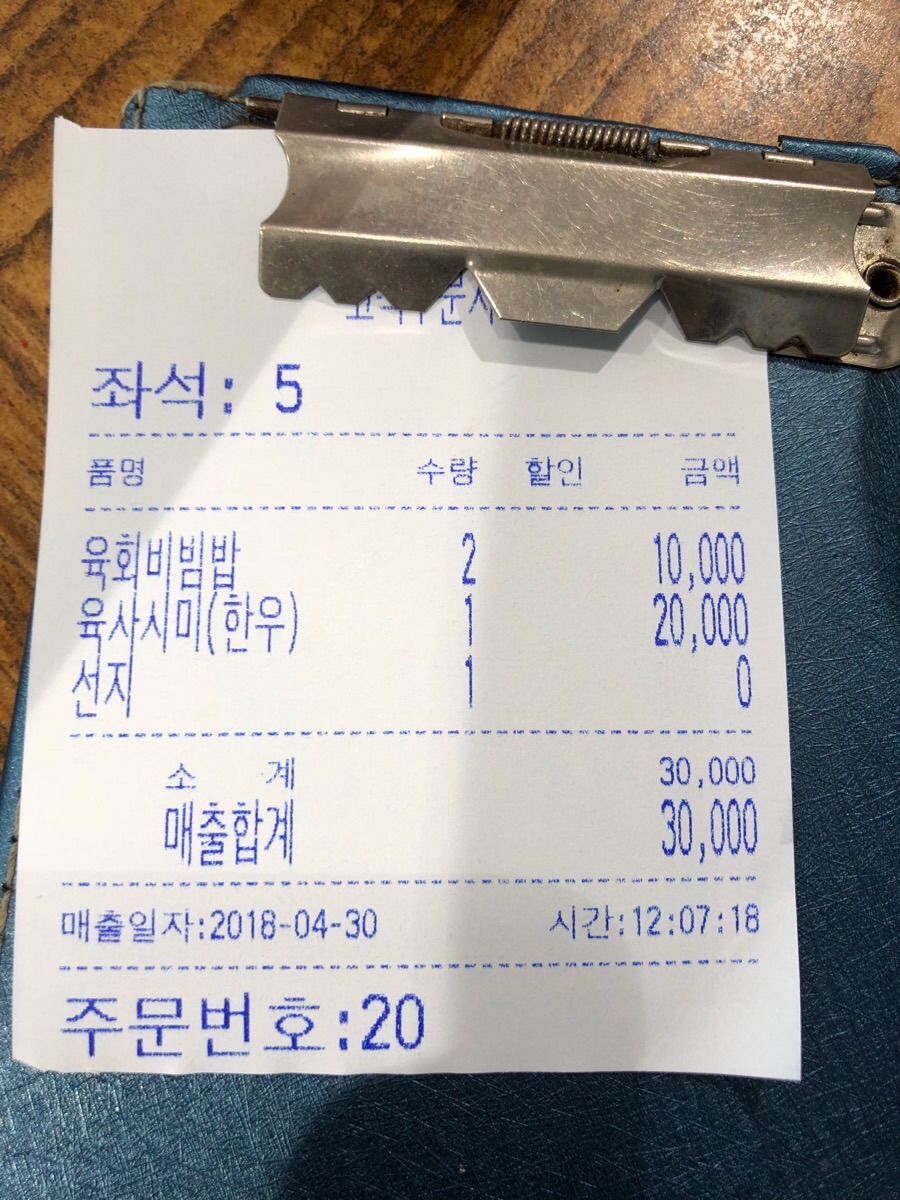 좌석: 5
품명 수량 할인 금액
육회비빔밥 2 10,000
육사시미(한우) 1 20,000
선지 1 0
소 계 30,000
매출합계 30,000
매출일자:2018-04-30 시간:12:07:18
주문번호:20